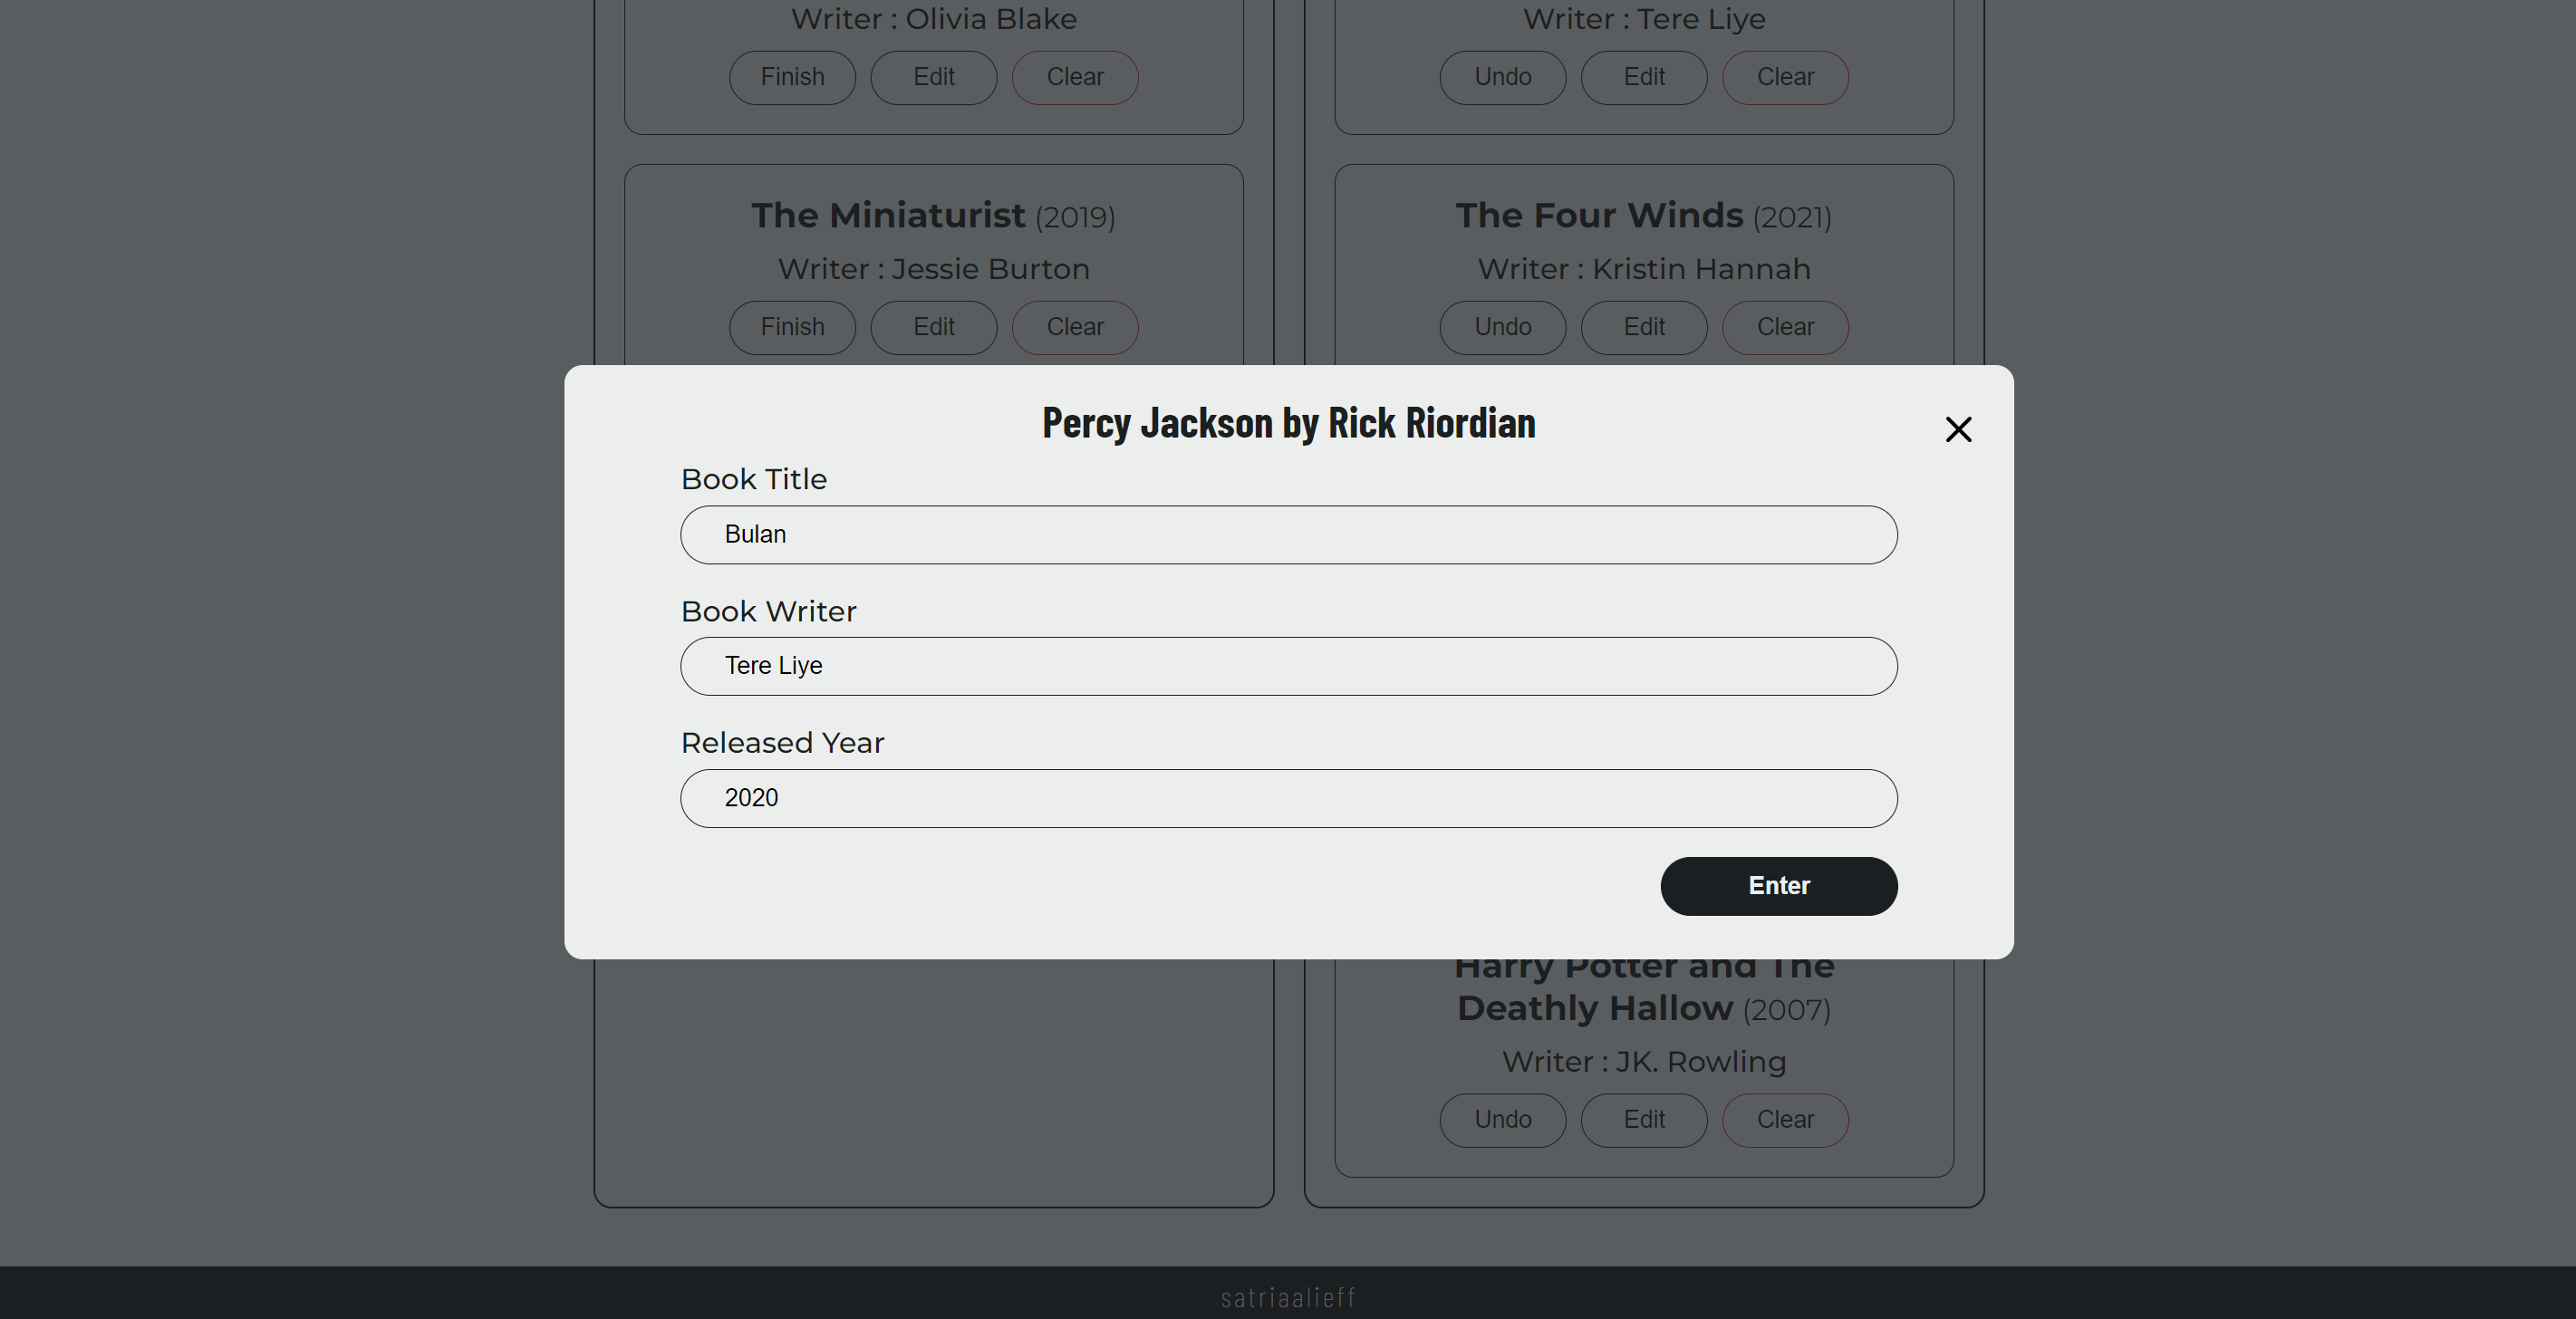 Writer : Olivia Blake
Finish Edit Clear
Writer : Tere Liye
Undo Edit Clear
The Miniaturist (2019)
Writer : Jessie Burton
Finish Edit Clear
The Four Winds (2021)
Writer : Kristin Hannah
Undo Edit Clear
Percy Jackson by Rick Riordian
Book Title
Bulan
Book Writer
Tere Liye
Released Year
2020
Enter
Harry Potter and The
Deathly Hallow (2007)
Writer : JK. Rowling
Undo Edit Clear
satriaalieff